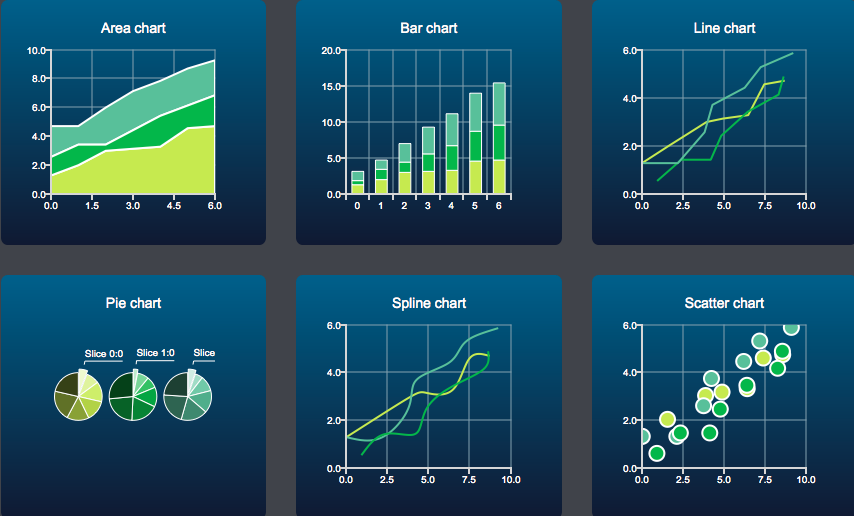 Area chart
10.0
8.0
6.0
4.0
2.0
0.0
0.0 1.5 3.0 4.5 6.0
Bar chart
20.0
15.0
10.0
5.0
0.0
0 1 2 3 4 5 6
Line chart
6.0
4.0
2.0
0.0
0.0 2.5 5.0 7.5 10.0
Pie chart
Slice 0:0 Slice 1:0 Slice
Spline chart
6.0
4.0
2.0
0.0
0.0 2.5 5.0 7.5 10.0
Scatter chart
6.0
4.0
2.0
0.0
0.0 2.5 5.0 7.5 10.0